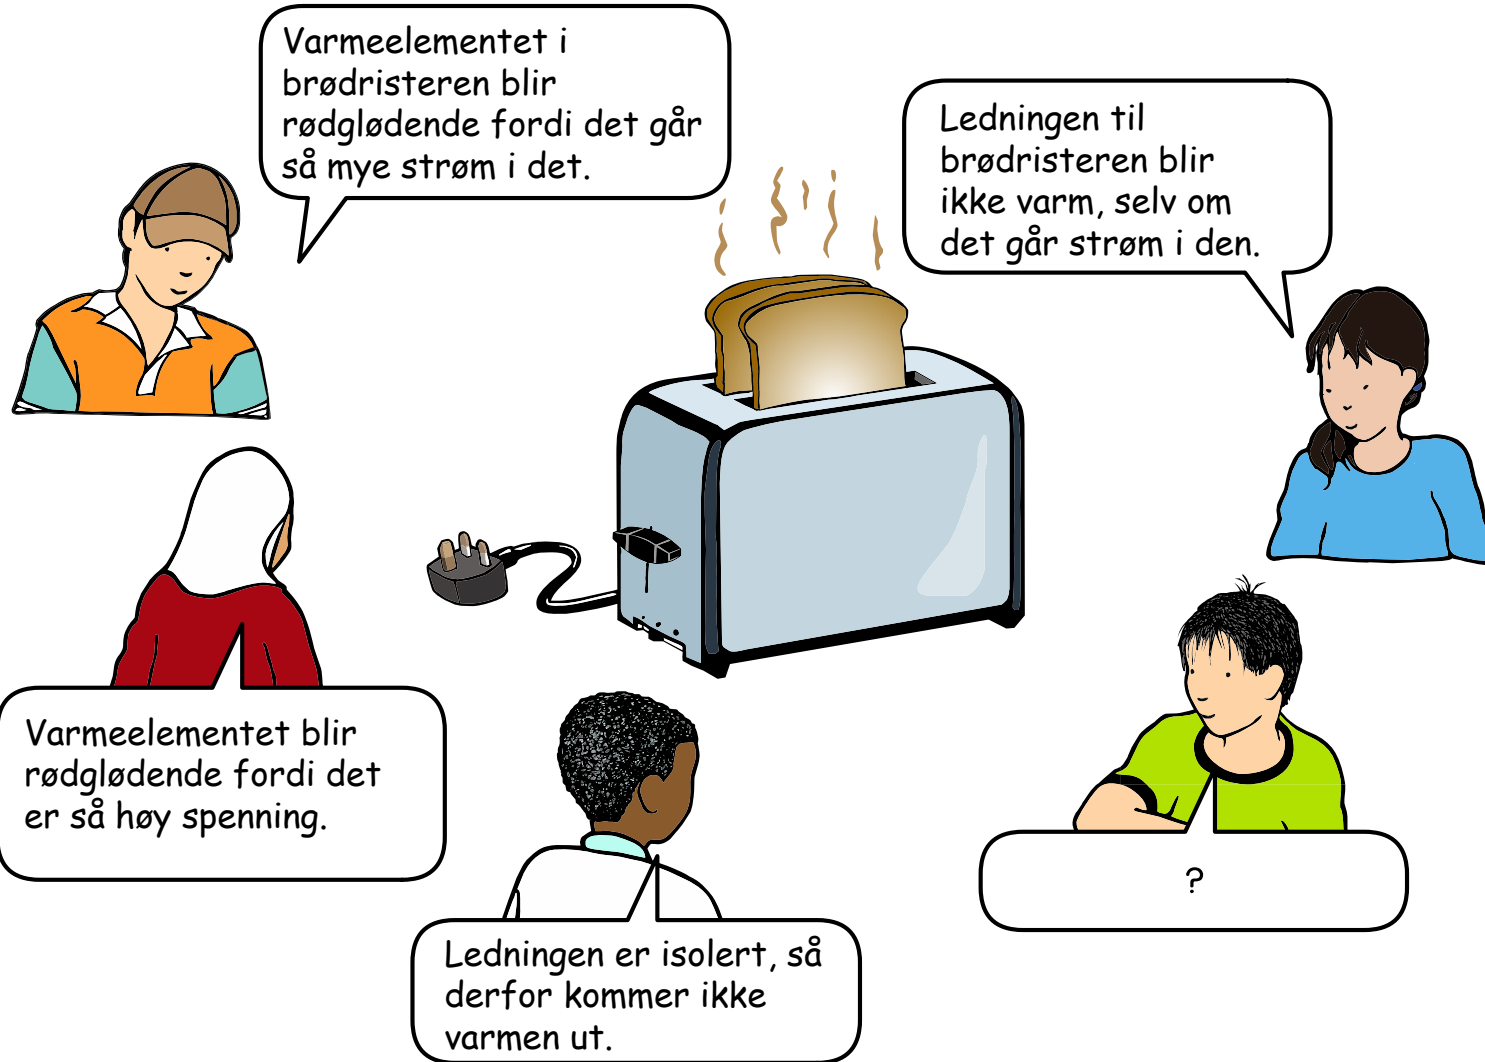 Varmeelementet i
brødristeren blir
rødglødende fordi det går
så mye strøm i det.
Ledningen til
brødristeren blir
ikke varm, selv om
det går strøm i den.
Varmeelementet blir
rødglødende fordi det
er så høy spenning.
Ledningen er isolert, så
derfor kommer ikke
varmen ut.
?